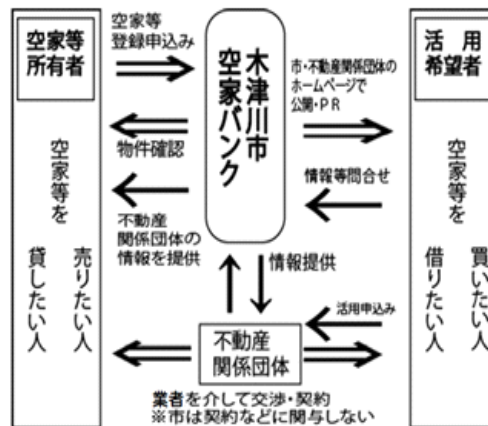 空家等
所有者
空家等を
売りたい人
貸したい人
空家等
登録申込み
物件確認
不動産
関係団体の
情報を提供
木津川市
空家バンク
市・不動産関係団体の
ホームページで
公開・PR
情報等問合せ
情報提供
活用申込み
不動産
関係団体
業者を介して交渉・契約
※市は契約などに関与しない
活用
希望者
空家等を
買いたい人
借りたい人